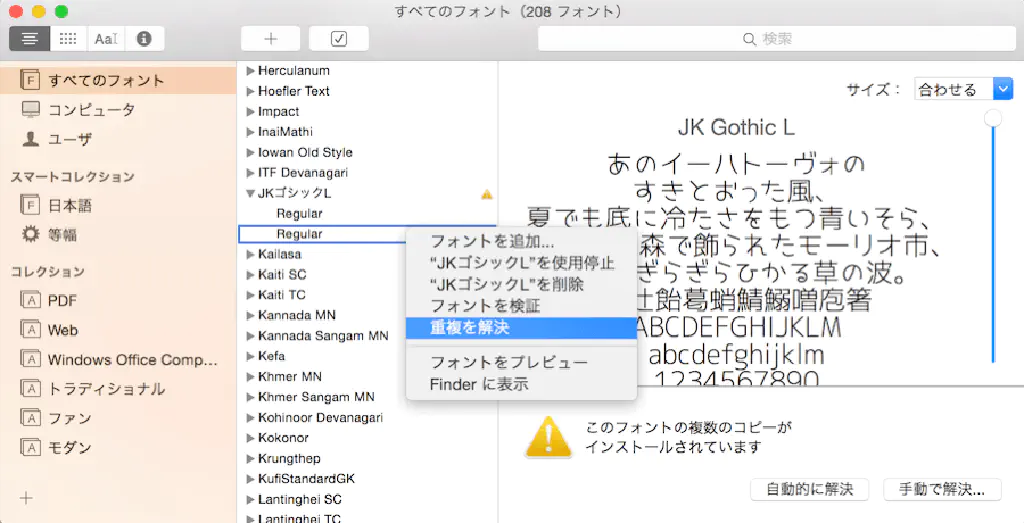 すべてのフォント（208 フォント）
AaI
検索
すべてのフォント
コンピュータ
ユーザ
スマートコレクション
日本語
等幅
コレクション
PDF
Web
Windows Office Comp...
トラディショナル
ファン
モダン
Herculanum
Hoefler Text
Impact
InaiMathi
Iowan Old Style
ITF Devanagari
JKゴシックL
Regular
Regular
Kailasa
Kaiti SC
Kaiti TC
Kannada MN
Kannada Sangam MN
Kefa
Khmer MN
Khmer Sangam MN
Kohinoor Devanagari
Kokonor
Krungthep
KufiStandardGK
Lantinghei SC
Lantinghei TC
フォントを追加...
“JKゴシックL”を使用停止
“JKゴシックL”を削除
フォントを検証
重複を解決
フォントをプレビュー
Finder に表示
サイズ：
合わせる
JK Gothic L
あのイーハトーヴォの
すきとおった風、
夏でも底に冷たさをもつ青いそら、
森で飾られたモーリオ市、
ぎらぎらひかる草の波。
辻飴葛蛸鯖鰯噌庖箸
ABCDEFGHIJKLM
abcdefghijklm
1234567890
このフォントの複数のコピーが
インストールされています
自動的に解決
手動で解決...